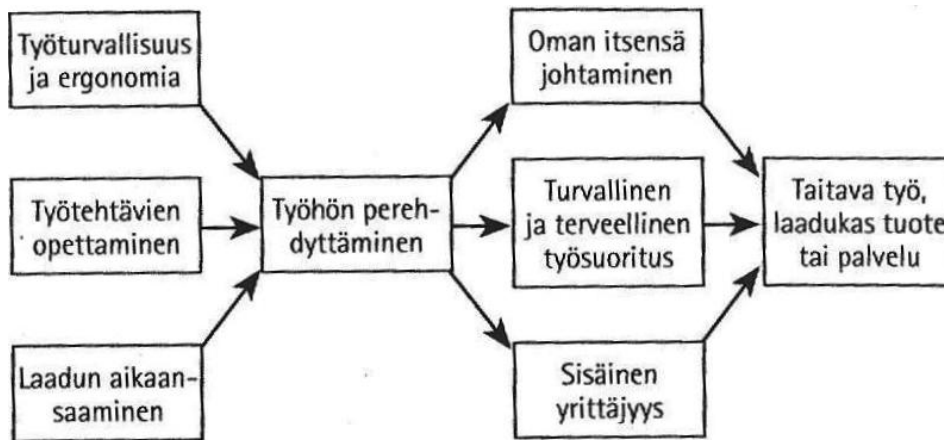 Työturvallisuus
ja ergonomia
Työtehtävien
opettaminen
Laadun aikaan-
saaminen
Työhön pereh-
dyttäminen
Oman itsensä
johtaminen
Turvallinen
ja terveellinen
työsuoritus
Sisäinen
yrittäjyys
Taitava työ,
laadukas tuote
tai palvelu